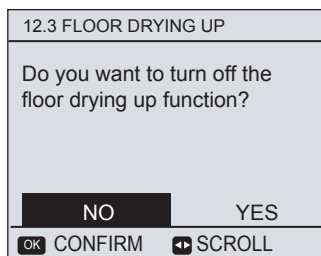 12.3 FLOOR DRYING UP
Do you want to turn off the
floor drying up function?
NO YES
OK CONFIRM SCROLL